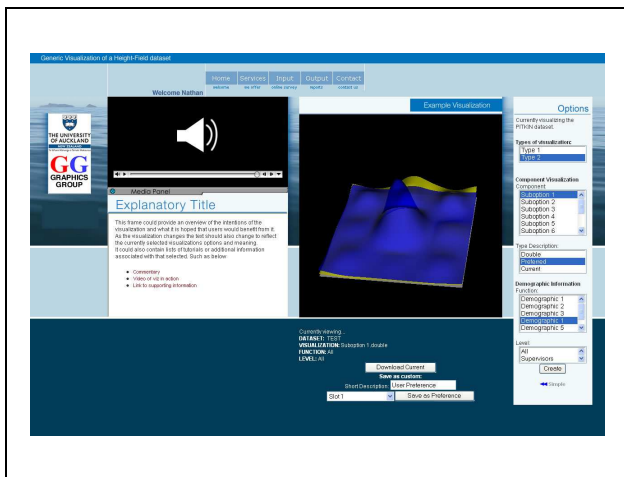 Generic Visualization of a Height-Field dataset
Home Services Input Output Contact
welcome we offer online survey reports contact us
Welcome Nathan
THE UNIVERSITY
OF AUCKLAND
NEW ZEALAND
GG
GRAPHICS
GROUP
Media Panel
Explanatory Title
This frame could provide an overview of the intentions of the
visualization and what it is hoped that users would benefit from it.
As the visualization changes the text should also change to reflect
the currently selected visualizations options and meaning.
It could also contain lists of tutorials or additional information
associated with that selected. Such as below
Commentary
Video of viz in action
Link to supporting information
Example Visualization
Currently viewing...
DATASET: TEST
VISUALIZATION: Suboption 1 double
FUNCTION: All
LEVEL: All
Download Current
Save as custom:
Short Description: User Preference
Slot 1 Save as Preference
Options
Currently visualizing the
PITKIN dataset.
Types of visualization:
Type 1
Type 2
Component Visualization
Component:
Suboption 1
Suboption 2
Suboption 3
Suboption 4
Suboption 5
Suboption 6
Type Description:
Double
Preferred
Current
Demographic Information
Function:
Demographic 1
Demographic 2
Demographic 3
Demographic 1
Demographic 5
Level:
All
Supervisors
Create
Simple